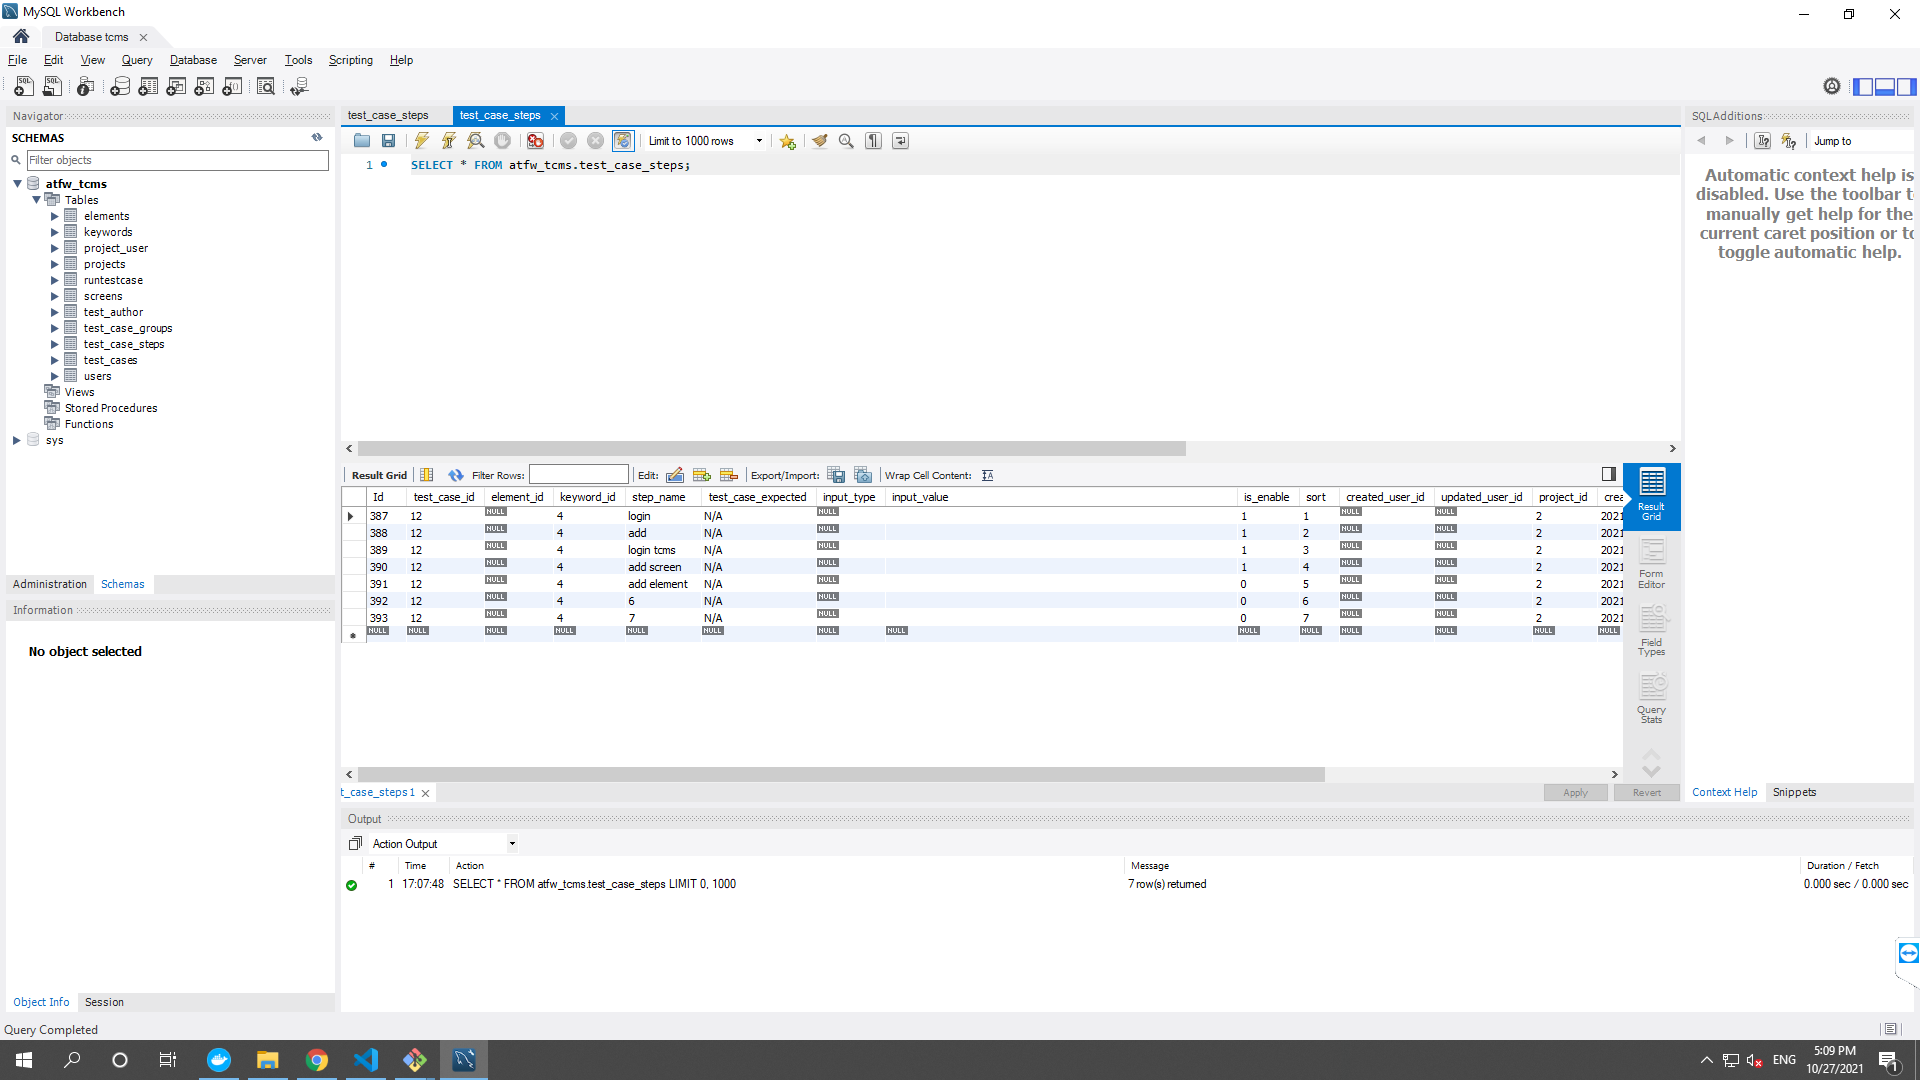 MySQL Workbench
Database tcms
File Edit View Query Database Server Tools Scripting Help
Navigator
SCHEMAS
Filter objects
atfw_tcms
Tables
elements
keywords
project_user
projects
runtestcase
screens
test_author
test_case_groups
test_case_steps
test_cases
users
Views
Stored Procedures
Functions
sys
Administration Schemas
Information
No object selected
Object Info Session
test_case_steps test_case_steps
Limit to 1000 rows
1 SELECT * FROM atfw_tcms.test_case_steps;
Result Grid Filter Rows: Edit: Export/Import: Wrap Cell Content:
Id test_case_id element_id keyword_id step_name test_case_expected input_type input_value is_enable sort created_user_id updated_user_id project_id crea
387 12 NULL 4 login N/A NULL 1 1 NULL NULL 2 2021
388 12 NULL 4 add N/A NULL 1 2 NULL NULL 2 2021
389 12 NULL 4 login tcms N/A NULL 1 3 NULL NULL 2 2021
390 12 NULL 4 add screen N/A NULL 1 4 NULL NULL 2 2021
391 12 NULL 4 add element N/A NULL 0 5 NULL NULL 2 2021
392 12 NULL 4 6 N/A NULL 0 6 NULL NULL 2 2021
393 12 NULL 4 7 N/A NULL 0 7 NULL NULL 2 2021
NULL NULL NULL NULL NULL NULL NULL NULL NULL NULL NULL NULL NULL NULL
Result
Grid
Form
Editor
Field
Types
Query
Stats
t_case_steps 1
Apply Revert
SQLAdditions
Jump to
Automatic context help is
disabled. Use the toolbar t
manually get help for the
current caret position or to
toggle automatic help.
Context Help Snippets
Output
Action Output
# Time Action Message Duration / Fetch
1 17:07:48 SELECT * FROM atfw_tcms.test_case_steps LIMIT 0, 1000 7 row(s) returned 0.000 sec / 0.000 sec
Query Completed
ENG
5:09 PM
10/27/2021
1